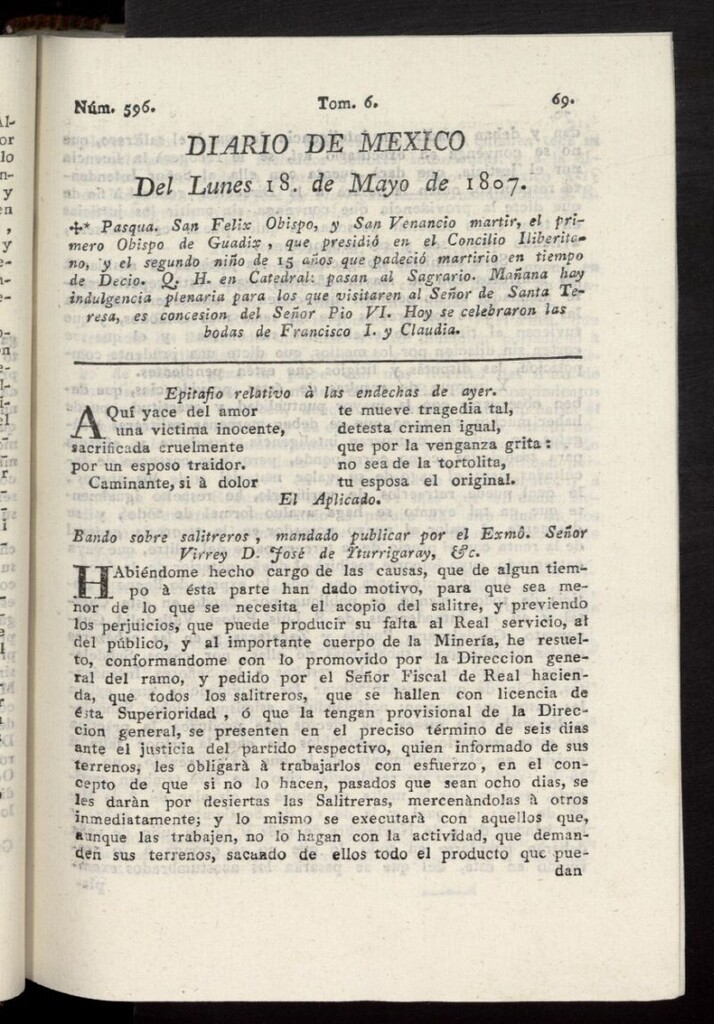 Núm. 596.
Tom. 6.
69.
DIARIO DE MEXICO
Del Lunes 18. de Mayo de 1807.
✣* Pasqua. San Felix Obispo, y San Venancio martir, el pri-
mero Obispo de Guadix, que presidió en el Concilio Iliberita-
no, y el segundo niño de 15 años que padeció martirio en tiempo
de Decio. Q. H. en Catedral: pasan al Sagrario. Mañana hay
indulgencia plenaria para los que visitaren al Señor de Santa Te-
resa, es concesion del Señor Pio VI. Hoy se celebraron las
bodas de Francisco I. y Claudia.
Epitafio relativo à las endechas de ayer.
AQuí yace del amor
una victima inocente,
sacrificada cruelmente
por un esposo traidor.
Caminante, si à dolor
te mueve tragedia tal,
detesta crimen igual,
que por la venganza grita:
no sea de la tortolita,
tu esposa el original.
El Aplicado.
Bando sobre salitreros, mandado publicar por el Exmô. Señor
Virrey D. José de Yturrigaray, &c.
HAbiéndome hecho cargo de las causas, que de algun tiem-
po à ésta parte han dado motivo, para que sea me-
nor de lo que se necesita el acopio del salitre, y previendo
los perjuicios, que puede producir su falta al Real servicio, al
del público, y al importante cuerpo de la Minería, he resuel-
to, conformandome con lo promovido por la Direccion gene-
ral del ramo, y pedido por el Señor Fiscal de Real hacien-
da, que todos los salitreros, que se hallen con licencia de
ésta Superioridad, ó que la tengan provisional de la Direc-
cion general, se presenten en el preciso término de seis dias
ante el justicia del partido respectivo, quien informado de sus
terrenos, les obligará à trabajarlos con esfuerzo, en el con-
cepto de que si no lo hacen, pasados que sean ocho dias, se
les daràn por desiertas las Salitreras, mercenàndolas à otros
inmediatamente; y lo mismo se executará con aquellos que,
aunque las trabajen, no lo hagan con la actividad, que deman-
den sus terrenos, sacando de ellos todo el producto que pue-
dan